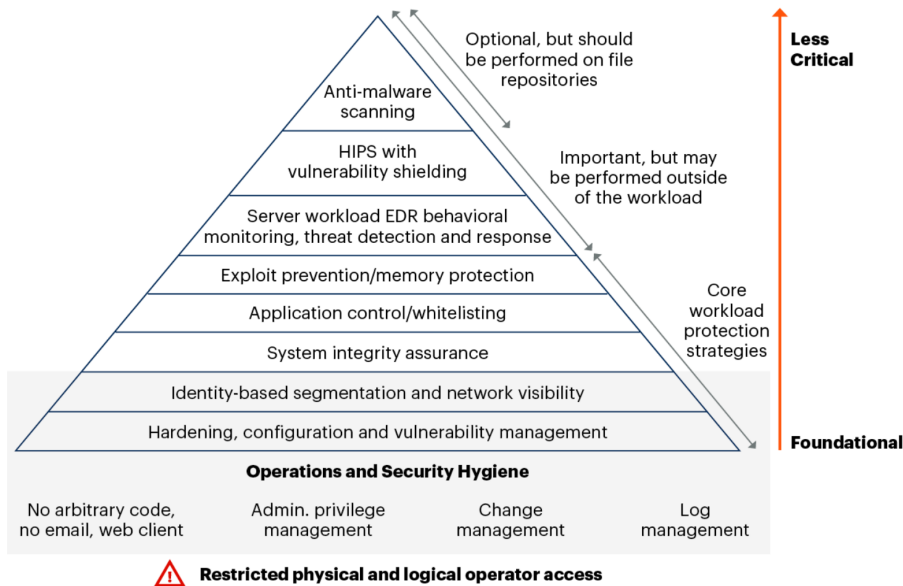 Optional, but should
be performed on file
repositories
Less
Critical
Anti-malware
scanning
HIPS with
vulnerability shielding
Important, but may
be performed outside
of the workload
Server workload EDR behavioral
monitoring, threat detection and response
Exploit prevention/memory protection
Core
workload
protection
strategies
Application control/whitelisting
System integrity assurance
Identity-based segmentation and network visibility
Hardening, configuration and vulnerability management
Foundational
Operations and Security Hygiene
No arbitrary code,
no email, web client
Admin. privilege
management
Change
management
Log
management
Restricted physical and logical operator access